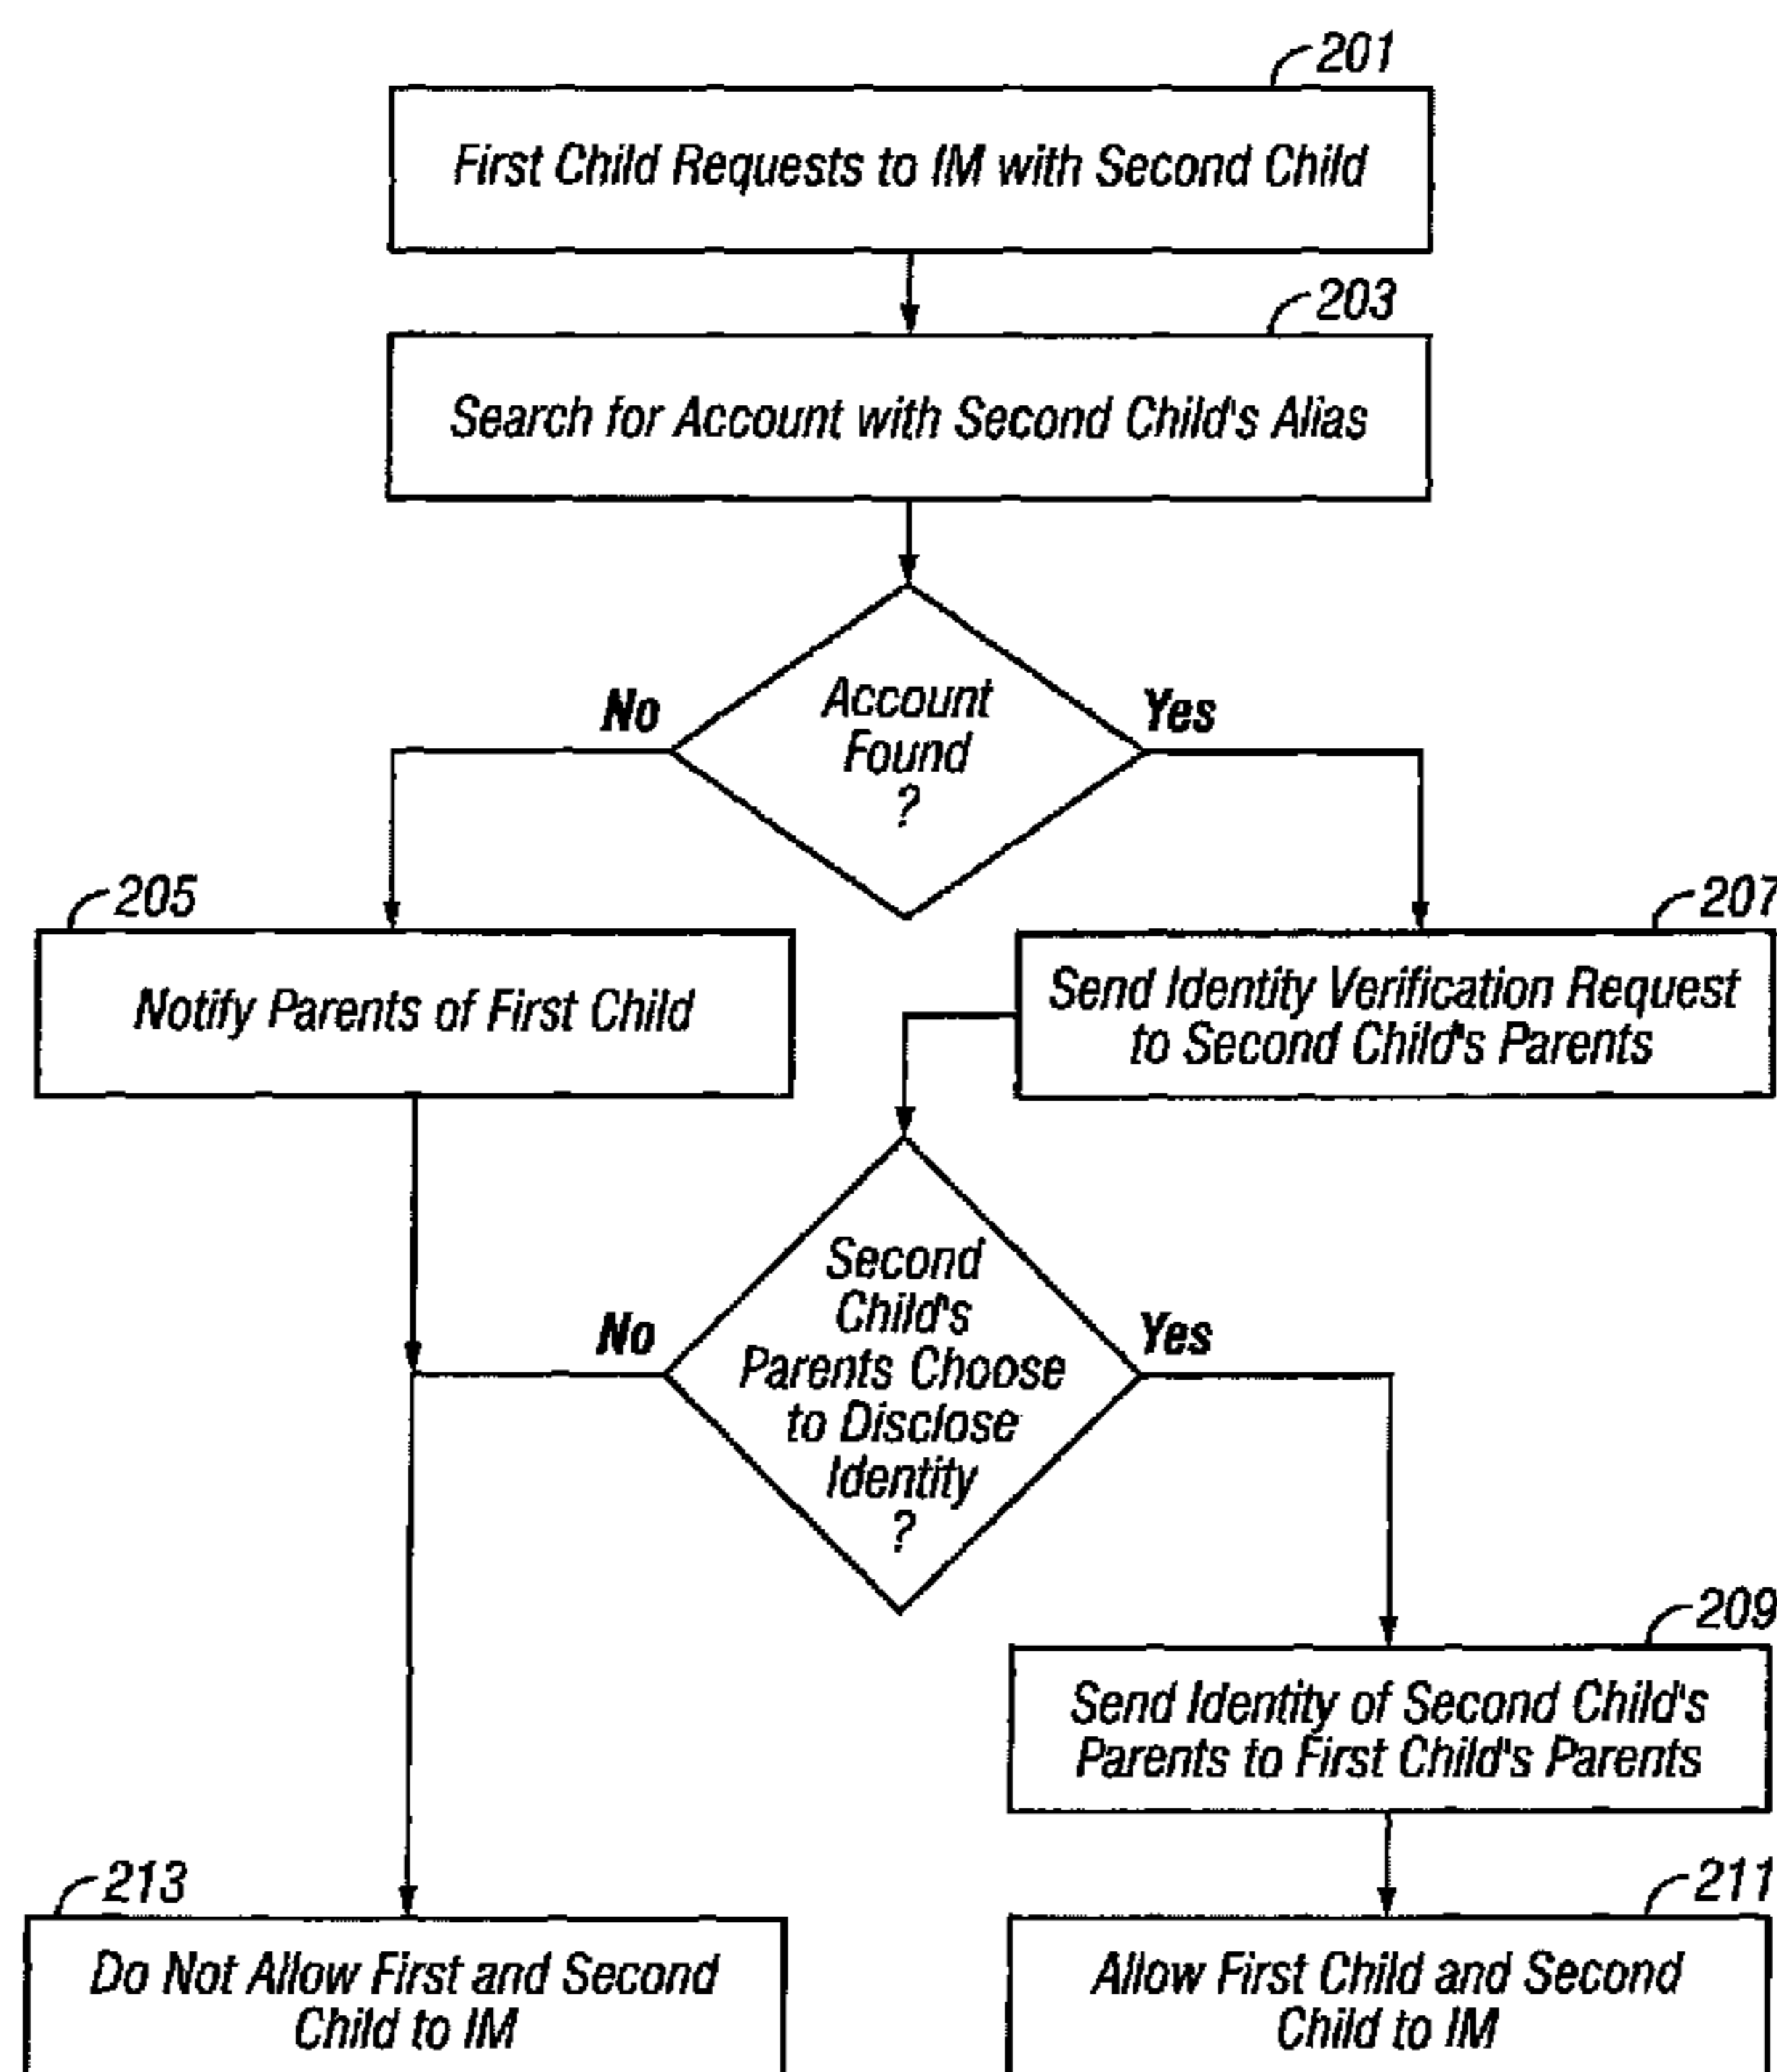 201
First Child Requests to IM with Second Child
203
Search for Account with Second Child's Alias
Account
Found
?
No
Yes
205
Notify Parents of First Child
207
Send Identity Verification Request
to Second Child's Parents
Second
Child's
Parents Choose
to Disclose
Identity
?
No
Yes
209
Send Identity of Second Child's
Parents to First Child's Parents
213
Do Not Allow First and Second
Child to IM
211
Allow First Child and Second
Child to IM